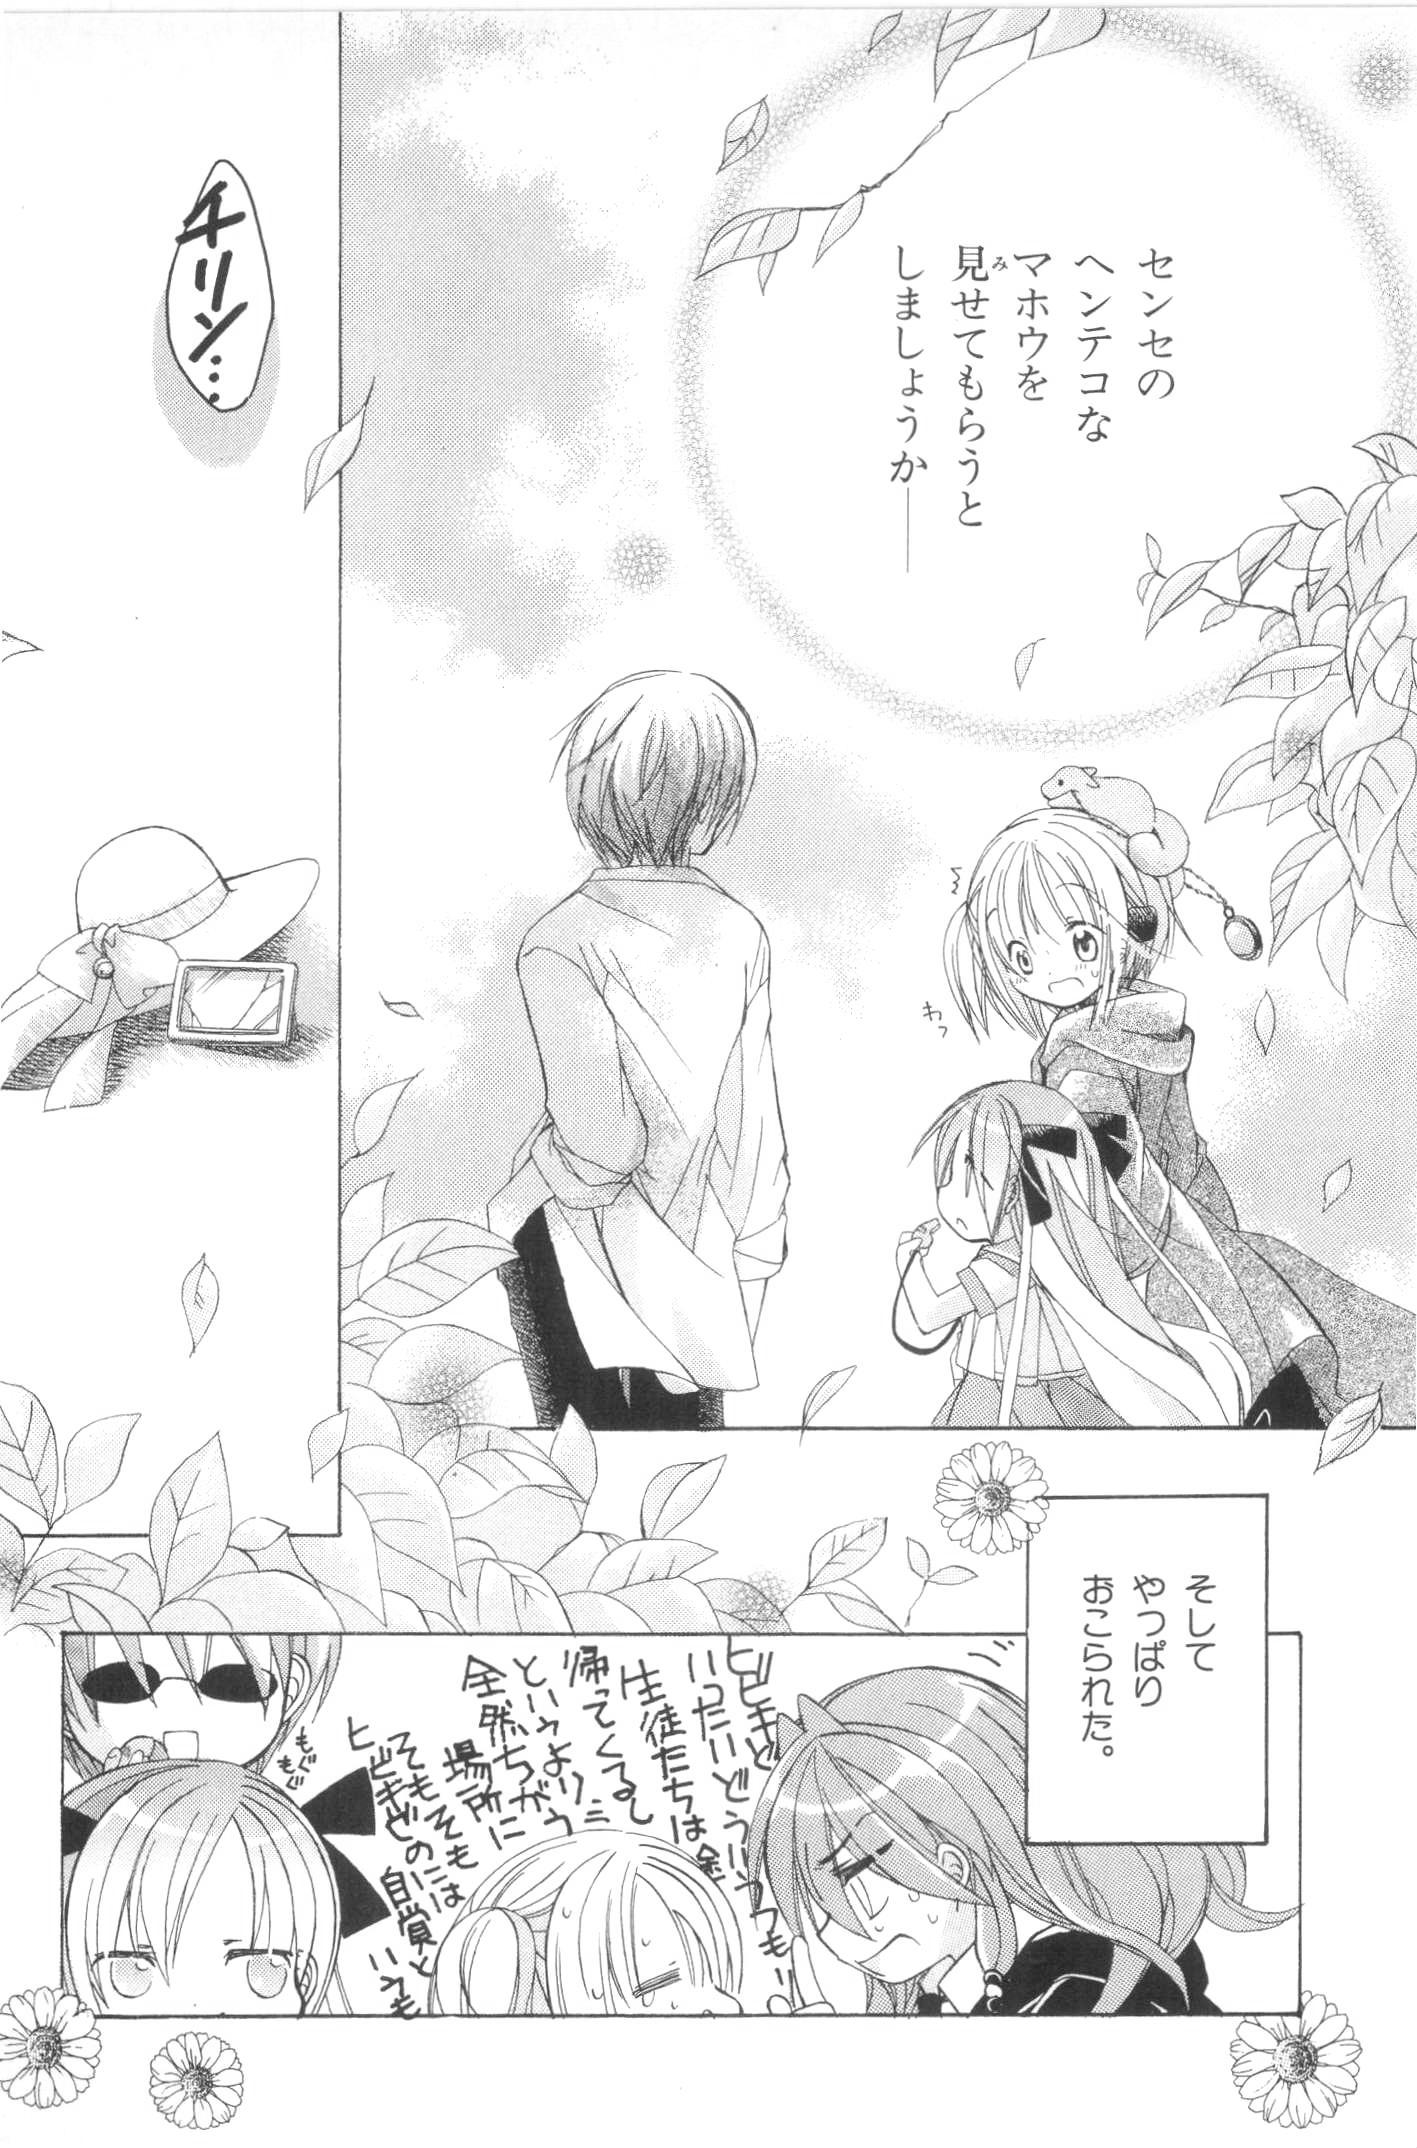 センセの
ヘンテコな
マホウを
見せてもらうと
しましょうか——
わっ
チリン…
そして
やっぱり
おこられた。
ヒビキど
いったいどういうつも
生徒たちは
帰ってくるし
というより
全然ちがう
場所に
そもそも
ヒビキどのには
自覚と
いうも
もぐ
もぐ